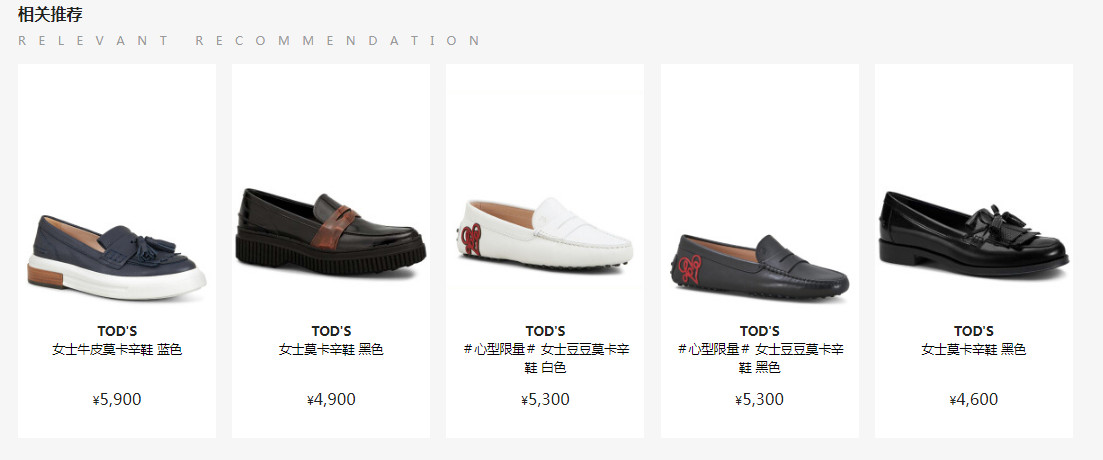 相关推荐
RELEVANT RECOMMENDATION
TOD'S
女士牛皮莫卡辛鞋 蓝色
¥5,900
TOD'S
女士莫卡辛鞋 黑色
¥4,900
TOD'S
＃心型限量＃ 女士豆豆莫卡辛
鞋 白色
¥5,300
TOD'S
＃心型限量＃ 女士豆豆莫卡辛
鞋 黑色
¥5,300
TOD'S
女士莫卡辛鞋 黑色
¥4,600